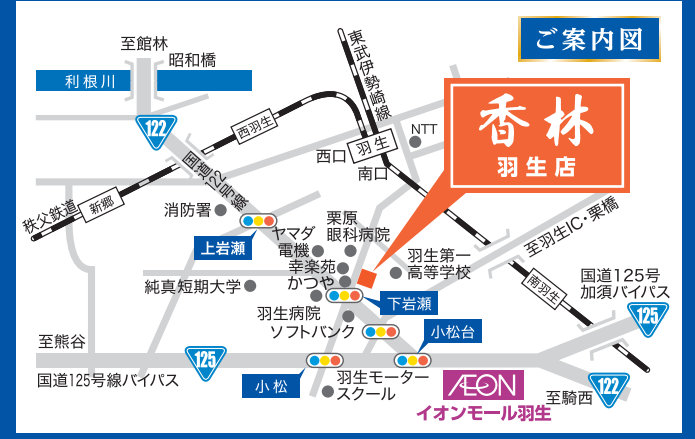 ご案内図
至館林
昭和橋
利根川
122
東武伊勢崎線
西羽生
国道122号線
NTT
西口
羽生
南口
香林
羽生店
秩父鉄道
新郷
消防署
上岩瀬
栗原
眼科病院
ヤマダ
電機
幸楽苑
かつや
羽生第一
高等学校
至羽生IC・栗橋
南羽生
国道125号
加須バイパス
125
純真短期大学
下岩瀬
羽生病院
ソフトバンク
小松台
至熊谷
125
国道125号線バイパス
小松
羽生モーター
スクール
ÆON
イオンモール羽生
至騎西
122